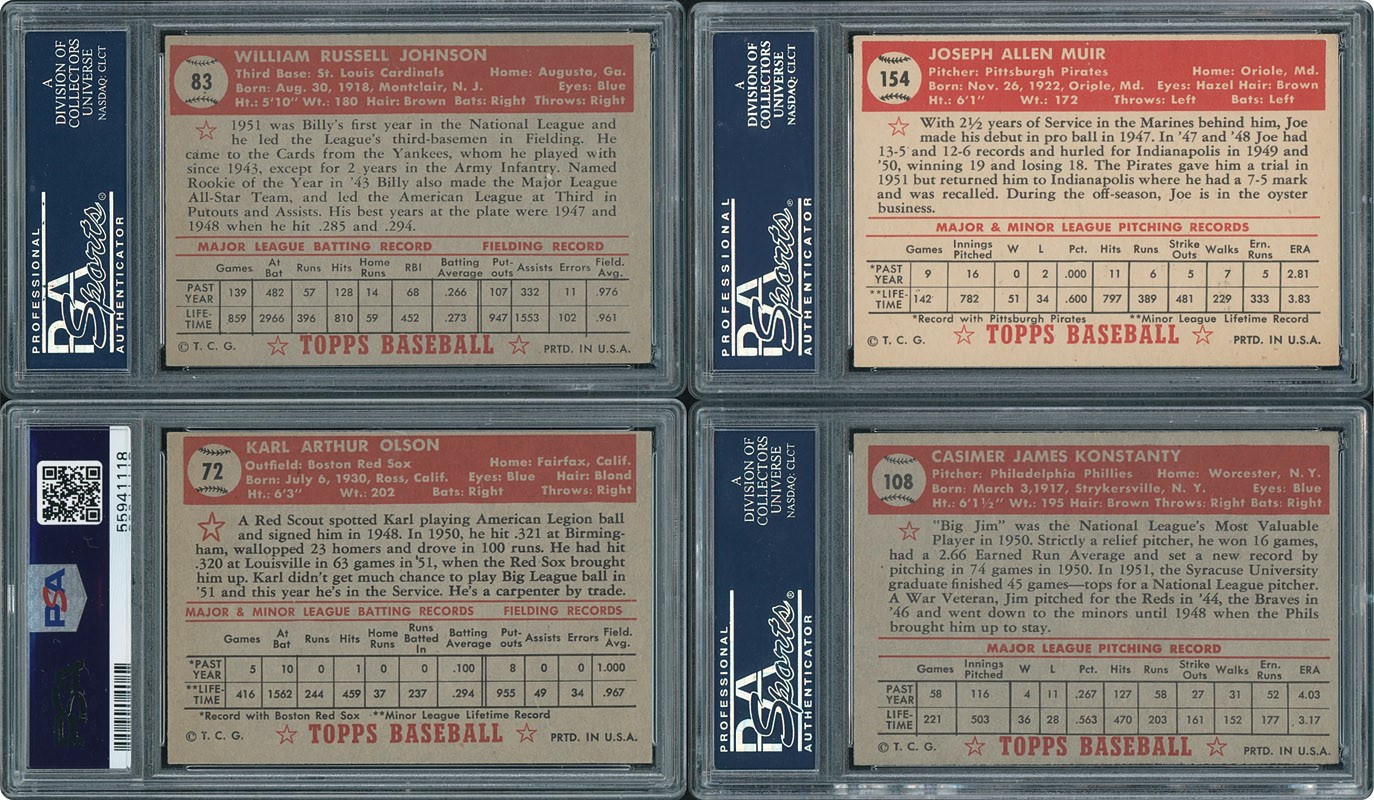 A
DIVISION OF
COLLECTORS
UNIVERSE
NASDAQ: CLCT
PROFESSIONAL
PSA Sports®
AUTHENTICATOR
83
WILLIAM RUSSELL JOHNSON
Third Base: St. Louis Cardinals Home: Augusta, Ga.
Born: Aug. 30, 1918, Montclair, N. J. Eyes: Blue
Ht.: 5'10" Wt.: 180 Hair: Brown Bats: Right Throws: Right
1951 was Billy's first year in the National League and
he led the League's third-basemen in Fielding. He
came to the Cards from the Yankees, whom he played with
since 1943, except for 2 years in the Army Infantry. Named
Rookie of the Year in '43 Billy also made the Major League
All-Star Team, and led the American League at Third in
Putouts and Assists. His best years at the plate were 1947 and
1948 when he hit .285 and .294.
MAJOR LEAGUE BATTING RECORD FIELDING RECORD
Games At Bat Runs Hits Home Runs RBI Batting Average Put-outs Assists Errors Field. Avg.
PAST YEAR 139 482 57 128 14 68 .266 107 332 11 .976
LIFE-TIME 859 2966 396 810 59 452 .273 947 1553 102 .961
© T. C. G. TOPPS BASEBALL PRTD. IN U.S.A.
A
DIVISION OF
COLLECTORS
UNIVERSE
NASDAQ: CLCT
PROFESSIONAL
PSA Sports®
AUTHENTICATOR
154
JOSEPH ALLEN MUIR
Pitcher: Pittsburgh Pirates Home: Oriole, Md.
Born: Nov. 26, 1922, Oriple, Md. Eyes: Hazel Hair: Brown
Ht.: 6'1" Wt.: 172 Throws: Left Bats: Left
With 2½ years of Service in the Marines behind him, Joe
made his debut in pro ball in 1947. In '47 and '48 Joe had
13-5 and 12-6 records and hurled for Indianapolis in 1949 and
'50, winning 19 and losing 18. The Pirates gave him a trial in
1951 but returned him to Indianapolis where he had a 7-5 mark
and was recalled. During the off-season, Joe is in the oyster
business.
MAJOR & MINOR LEAGUE PITCHING RECORDS
Games Innings Pitched W L Pct. Hits Runs Strike Outs Walks Ern. Runs ERA
*PAST YEAR 9 16 0 2 .000 11 6 5 7 5 2.81
**LIFE-TIME 142 782 51 34 .600 797 389 481 229 333 3.83
*Record with Pittsburgh Pirates **Minor League Lifetime Record
© T. C. G. TOPPS BASEBALL PRTD. IN U.S.A.
55941118
PSA
72
KARL ARTHUR OLSON
Outfield: Boston Red Sox Home: Fairfax, Calif.
Born: July 6, 1930, Ross, Calif. Eyes: Blue Hair: Blond
Ht.: 6'3" Wt.: 202 Bats: Right Throws: Right
A Red Scout spotted Karl playing American Legion ball
and signed him in 1948. In 1950, he hit .321 at Birming-
ham, walloped 23 homers and drove in 100 runs. He had hit
.320 at Louisville in 63 games in '51, when the Red Sox brought
him up. Karl didn't get much chance to play Big League ball in
'51 and this year he's in the Service. He's a carpenter by trade.
MAJOR & MINOR LEAGUE BATTING RECORDS FIELDING RECORDS
Games At Bat Runs Hits Home Runs Runs Batted In Batting Average Put-outs Assists Errors Field. Avg.
*PAST YEAR 5 10 0 1 0 0 .100 8 0 0 1.000
**LIFE-TIME 416 1562 244 459 37 237 .294 955 49 34 .967
*Record with Boston Red Sox **Minor League Lifetime Record
© T. C. G. TOPPS BASEBALL PRTD. IN U.S.A.
A
DIVISION OF
COLLECTORS
UNIVERSE
NASDAQ: CLCT
PROFESSIONAL
PSA Sports®
AUTHENTICATOR
108
CASIMER JAMES KONSTANTY
Pitcher: Philadelphia Phillies Home: Worcester, N. Y.
Born: March 3,1917, Strykersville, N. Y. Eyes: Blue
Ht.: 6'1½" Wt.: 195 Hair: Brown Throws: Right Bats: Right
"Big Jim" was the National League's Most Valuable
Player in 1950. Strictly a relief pitcher, he won 16 games,
had a 2.66 Earned Run Average and set a new record by
pitching in 74 games in 1950. In 1951, the Syracuse University
graduate finished 45 games—tops for a National League pitcher.
A War Veteran, Jim pitched for the Reds in '44, the Braves in
'46 and went down to the minors until 1948 when the Phils
brought him up to stay.
MAJOR LEAGUE PITCHING RECORD
Games Innings Pitched W L Pct. Hits Runs Strike Outs Walks Ern. Runs ERA
PAST YEAR 58 116 4 11 .267 127 58 27 31 52 4.03
LIFE-TIME 221 503 36 28 .563 470 203 161 152 177 3.17
© T. C. G. TOPPS BASEBALL PRTD. IN U.S.A.